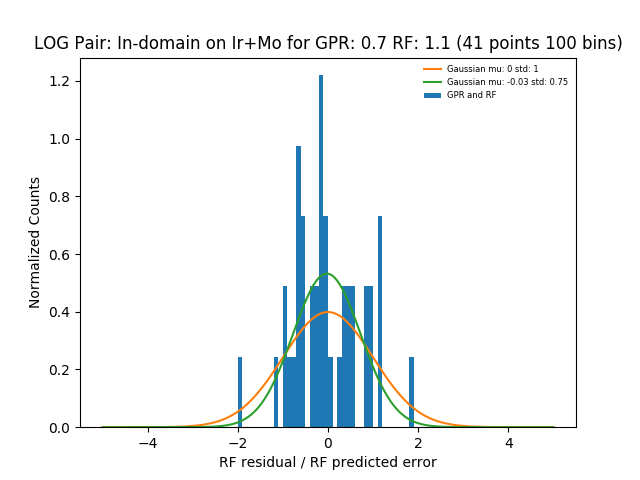 LOG Pair: In-domain on Ir+Mo for GPR: 0.7 RF: 1.1 (41 points 100 bins)
Gaussian mu: 0 std: 1
Gaussian mu: -0.03 std: 0.75
GPR and RF
Normalized Counts
1.2
1.0
0.8
0.6
0.4
0.2
0.0
−4
−2
0
2
4
RF residual / RF predicted error